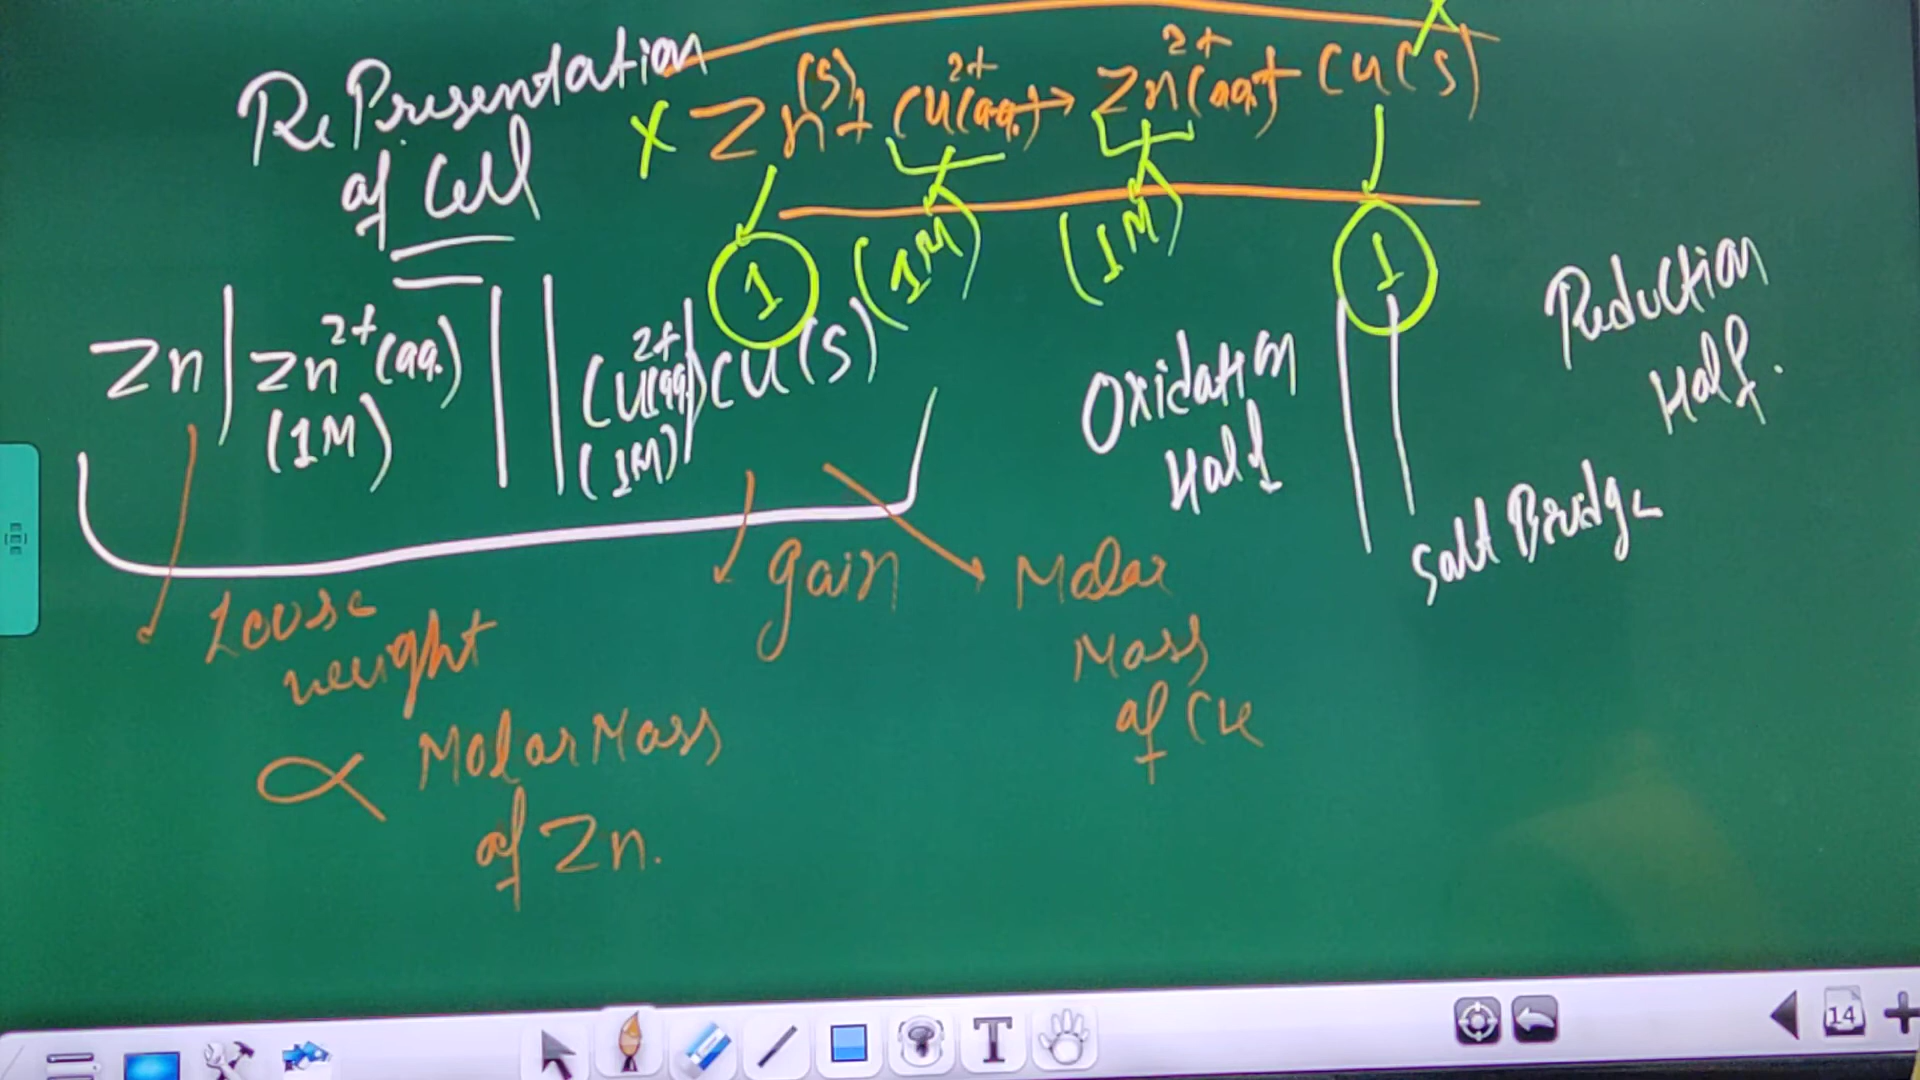 RePresentation
of Cell
Zn(s) + Cu²⁺(aq.) → Zn²⁺(aq.) + Cu(s)
1 (1M) (1M) 1
Zn | Zn²⁺(aq.) || Cu²⁺(aq.) | Cu(s)
(1M) (1M)
Oxidation
Half
Reduction
Half.
Salt Bridge
Loose
weight
∝ Molar Mass
of Zn.
gain
Molar
Mass
of Cu
T
14